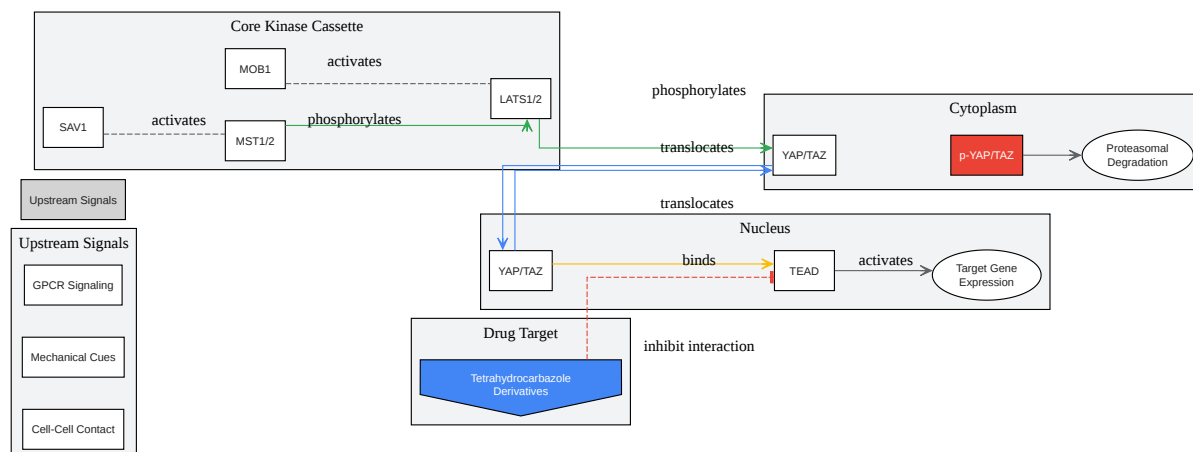 Core Kinase Cassette
MOB1
activates
LATS1/2
SAV1
activates
MST1/2
phosphorylates
phosphorylates
Cytoplasm
translocates
YAP/TAZ
p-YAP/TAZ
Proteasomal
Degradation
Upstream Signals
translocates
Upstream Signals
GPCR Signaling
Mechanical Cues
Cell-Cell Contact
Nucleus
YAP/TAZ
binds
TEAD
activates
Target Gene
Expression
Drug Target
inhibit interaction
Tetrahydrocarbazole
Derivatives